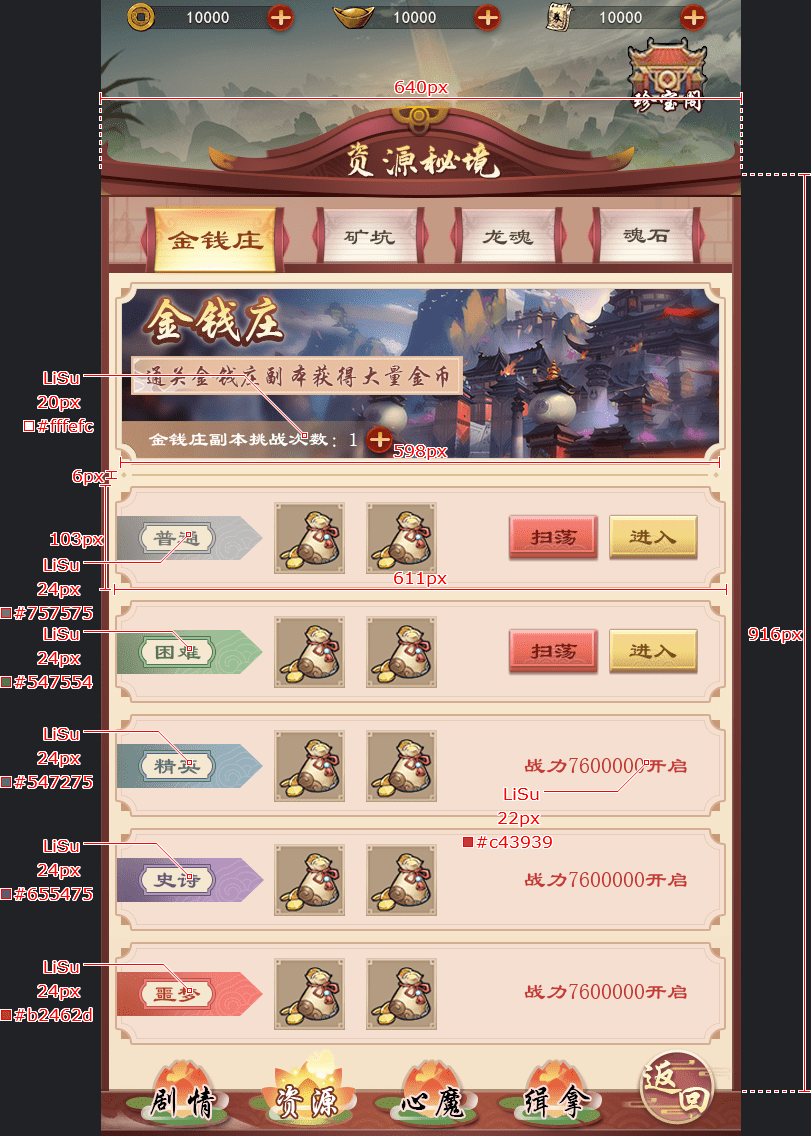 10000 10000 10000
珍宝阁
640px
资源秘境
金钱庄 矿坑 龙魂 魂石
金钱庄
通关金钱庄副本获得大量金币
LiSu
20px
#fffefc
金钱庄副本挑战次数：1
598px
6px
103px
普通 扫荡 进入
LiSu
24px
#757575
611px
916px
困难 扫荡 进入
LiSu
24px
#547554
精英 战力7600000开启
LiSu
24px
#547275
LiSu
22px
#c43939
史诗 战力7600000开启
LiSu
24px
#655475
噩梦 战力7600000开启
LiSu
24px
#b2462d
剧情 资源 心魔 缉拿 返回